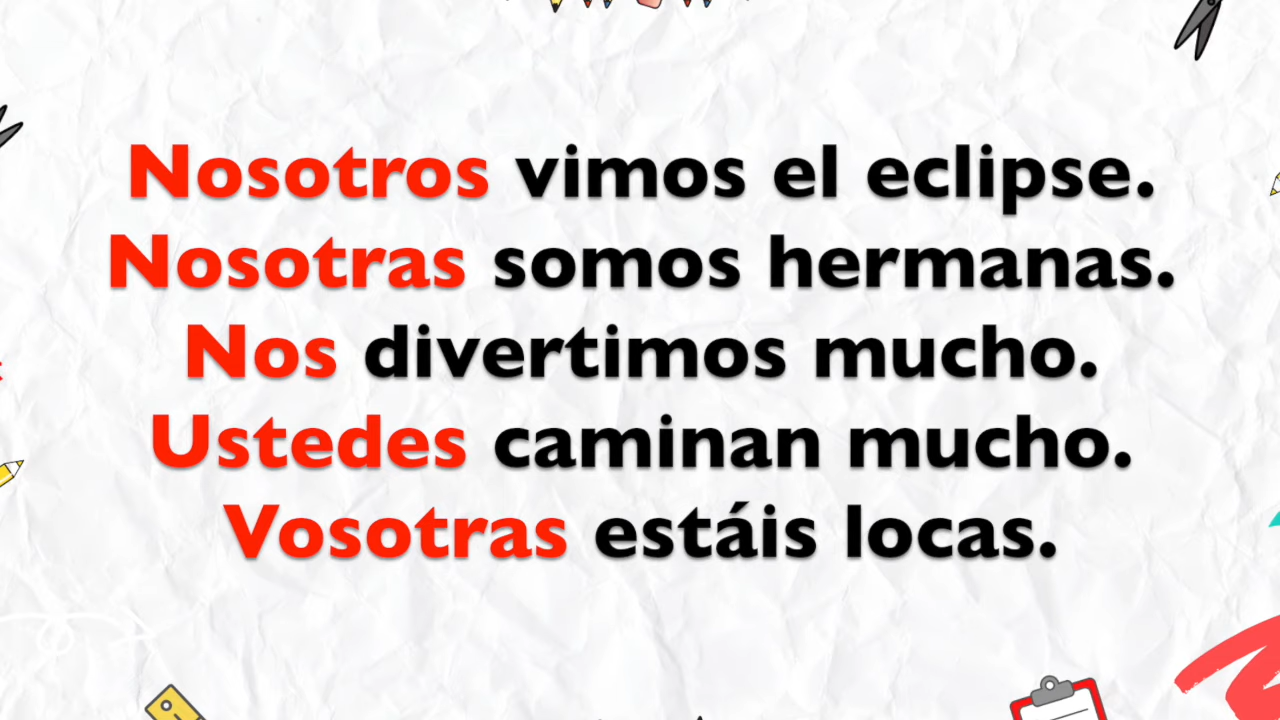 Nosotros vimos el eclipse.
Nosotras somos hermanas.
Nos divertimos mucho.
Ustedes caminan mucho.
Vosotras estáis locas.